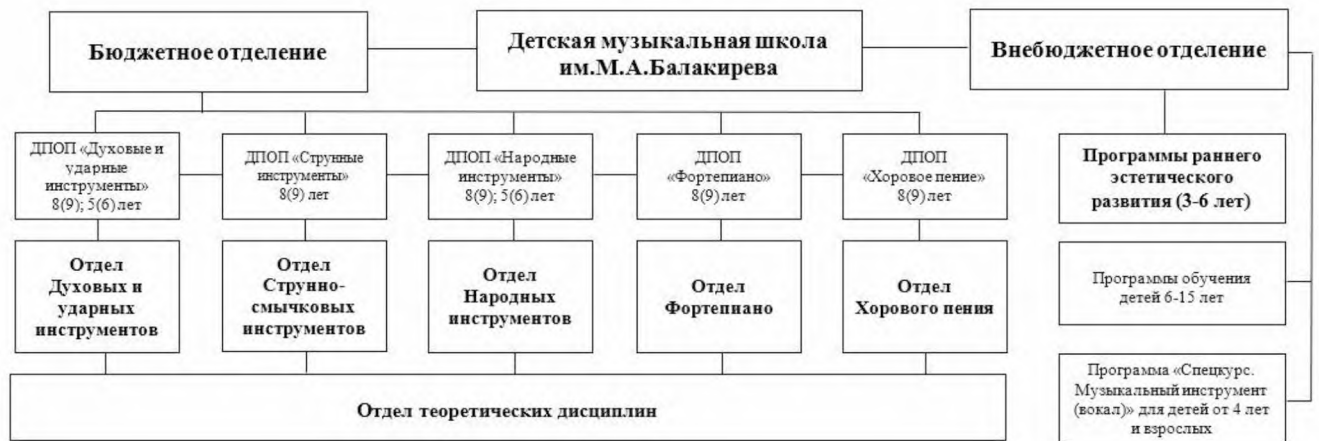 Бюджетное отделение
Детская музыкальная школа
им.М.А.Балакирева
Внебюджетное отделение
ДПОП «Духовые и
ударные
инструменты»
8(9); 5(6) лет
ДПОП «Струнные
инструменты»
8(9) лет
ДПОП «Народные
инструменты»
8(9); 5(6) лет
ДПОП
«Фортепиано»
8(9) лет
ДПОП
«Хоровое пение»
8(9) лет
Программы раннего
эстетического
развития (3-6 лет)
Отдел
Духовых и
ударных
инструментов
Отдел
Струнно-
смычковых
инструментов
Отдел
Народных
инструментов
Отдел
Фортепиано
Отдел
Хорового пения
Программы обучения
детей 6-15 лет
Отдел теоретических дисциплин
Программа «Спецкурс.
Музыкальный инструмент
(вокал)» для детей от 4 лет
и взрослых